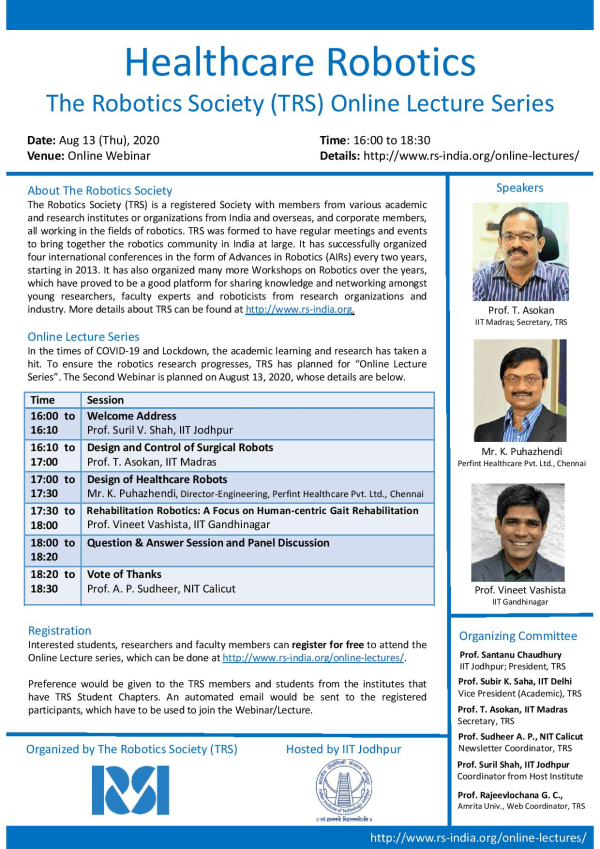 Healthcare Robotics
The Robotics Society (TRS) Online Lecture Series
Date: Aug 13 (Thu), 2020
Venue: Online Webinar
Time: 16:00 to 18:30
Details: http://www.rs-india.org/online-lectures/
About The Robotics Society
The Robotics Society (TRS) is a registered Society with members from various academic
and research institutes or organizations from India and overseas, and corporate members,
all working in the fields of robotics. TRS was formed to have regular meetings and events
to bring together the robotics community in India at large. It has successfully organized
four international conferences in the form of Advances in Robotics (AIRs) every two years,
starting in 2013. It has also organized many more Workshops on Robotics over the years,
which have proved to be a good platform for sharing knowledge and networking amongst
young researchers, faculty experts and roboticists from research organizations and
industry. More details about TRS can be found at http://www.rs-india.org.
Online Lecture Series
In the times of COVID-19 and Lockdown, the academic learning and research has taken a
hit. To ensure the robotics research progresses, TRS has planned for “Online Lecture
Series”. The Second Webinar is planned on August 13, 2020, whose details are below.
Time Session
16:00 to 16:10 Welcome Address
Prof. Suril V. Shah, IIT Jodhpur
16:10 to 17:00 Design and Control of Surgical Robots
Prof. T. Asokan, IIT Madras
17:00 to 17:30 Design of Healthcare Robots
Mr. K. Puhazhendi, Director-Engineering, Perfint Healthcare Pvt. Ltd., Chennai
17:30 to 18:00 Rehabilitation Robotics: A Focus on Human-centric Gait Rehabilitation
Prof. Vineet Vashista, IIT Gandhinagar
18:00 to 18:20 Question & Answer Session and Panel Discussion
18:20 to 18:30 Vote of Thanks
Prof. A. P. Sudheer, NIT Calicut
Registration
Interested students, researchers and faculty members can register for free to attend the
Online Lecture series, which can be done at http://www.rs-india.org/online-lectures/.
Preference would be given to the TRS members and students from the institutes that
have TRS Student Chapters. An automated email would be sent to the registered
participants, which have to be used to join the Webinar/Lecture.
Organized by The Robotics Society (TRS)
Hosted by IIT Jodhpur
Speakers
Prof. T. Asokan
IIT Madras; Secretary, TRS
Mr. K. Puhazhendi
Perfint Healthcare Pvt. Ltd., Chennai
Prof. Vineet Vashista
IIT Gandhinagar
Organizing Committee
Prof. Santanu Chaudhury
IIT Jodhpur; President, TRS
Prof. Subir K. Saha, IIT Delhi
Vice President (Academic), TRS
Prof. T. Asokan, IIT Madras
Secretary, TRS
Prof. Sudheer A. P., NIT Calicut
Newsletter Coordinator, TRS
Prof. Suril Shah, IIT Jodhpur
Coordinator from Host Institute
Prof. Rajeevlochana G. C.,
Amrita Univ., Web Coordinator, TRS
http://www.rs-india.org/online-lectures/